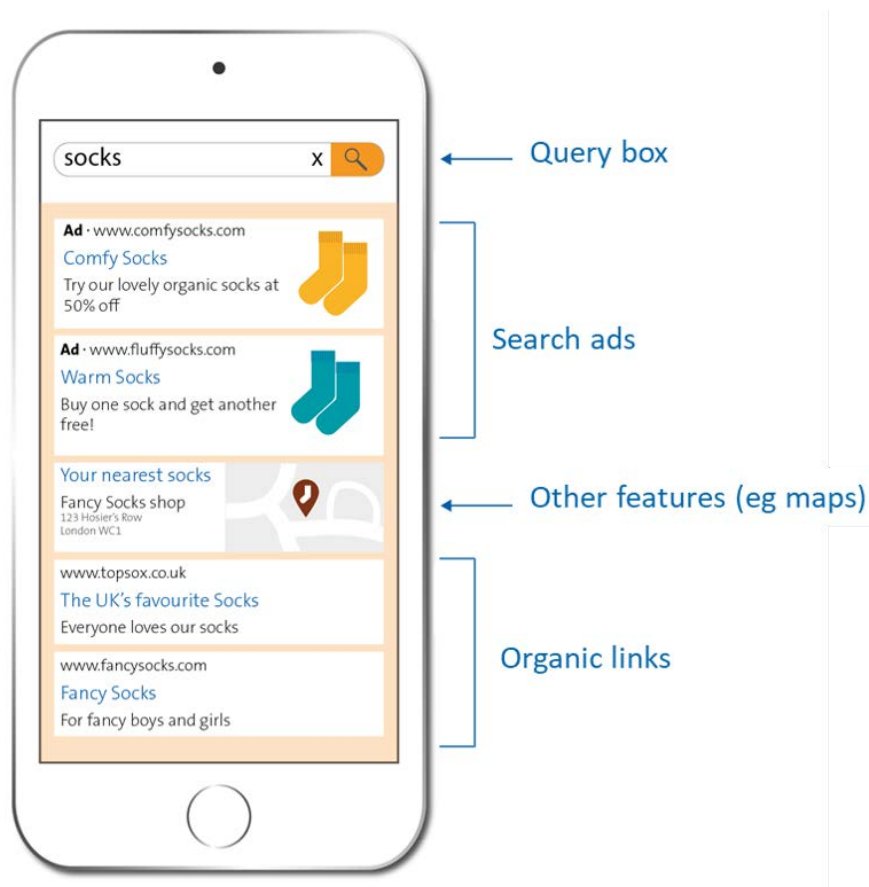 socks x
Query box
Ad · www.comfysocks.com
Comfy Socks
Try our lovely organic socks at
50% off
Ad · www.fluffysocks.com
Warm Socks
Buy one sock and get another
free!
Search ads
Your nearest socks
Fancy Socks shop
123 Hosier's Row
London WC1
Other features (eg maps)
www.topsox.co.uk
The UK's favourite Socks
Everyone loves our socks
www.fancysocks.com
Fancy Socks
For fancy boys and girls
Organic links